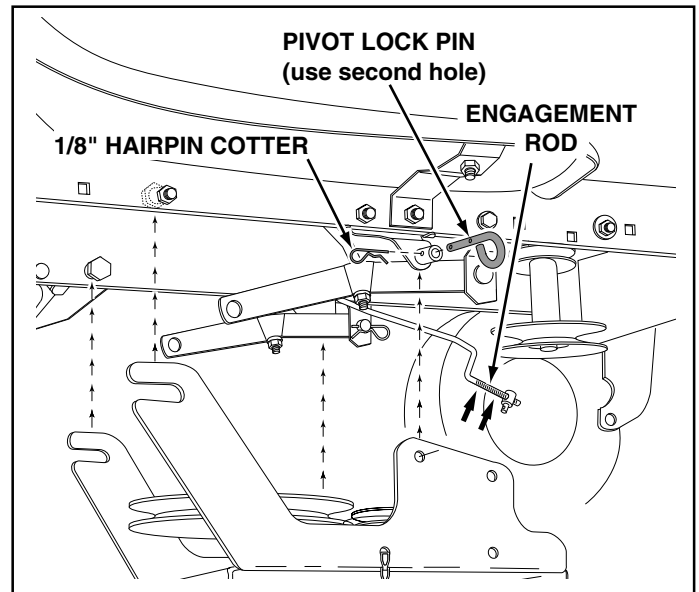 PIVOT LOCK PIN
(use second hole)
ENGAGEMENT
ROD
1/8" HAIRPIN COTTER